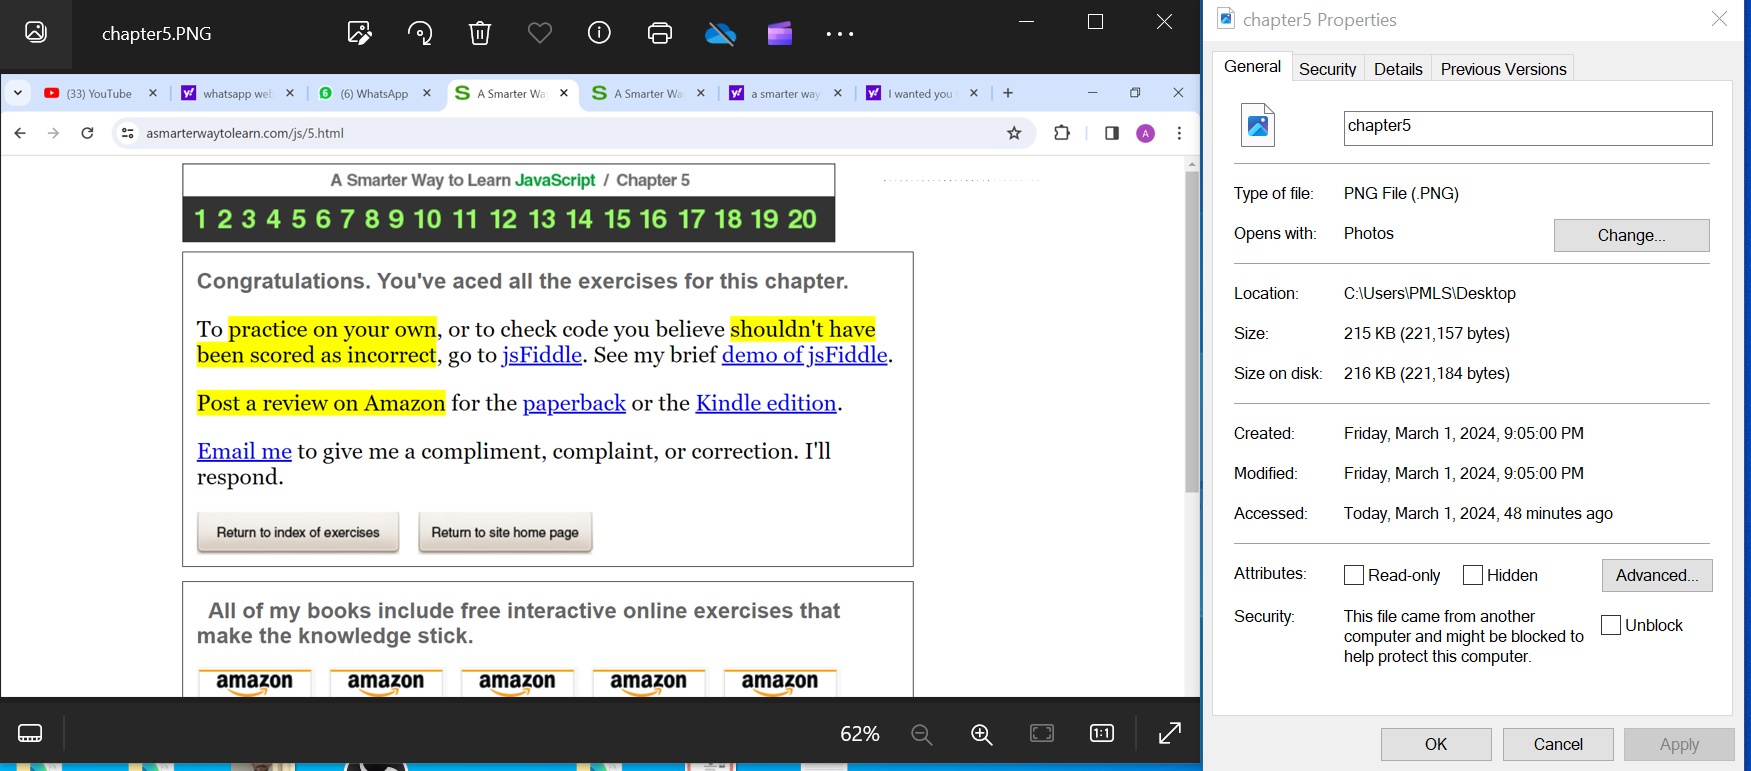 chapter5.PNG
(33) YouTube
whatsapp we
(6) WhatsApp
A Smarter Wa
A Smarter Wa
a smarter way
I wanted you
asmarterwaytolearn.com/js/5.html
A
A Smarter Way to Learn JavaScript / Chapter 5
1 2 3 4 5 6 7 8 9 10 11 12 13 14 15 16 17 18 19 20
Congratulations. You've aced all the exercises for this chapter.
To practice on your own, or to check code you believe shouldn't have
been scored as incorrect, go to jsFiddle. See my brief demo of jsFiddle.
Post a review on Amazon for the paperback or the Kindle edition.
Email me to give me a compliment, complaint, or correction. I'll
respond.
Return to index of exercises
Return to site home page
All of my books include free interactive online exercises that
make the knowledge stick.
amazon amazon amazon amazon amazon
62%
1:1
chapter5 Properties
General Security Details Previous Versions
chapter5
Type of file: PNG File (.PNG)
Opens with: Photos Change...
Location: C:\Users\PMLS\Desktop
Size: 215 KB (221,157 bytes)
Size on disk: 216 KB (221,184 bytes)
Created: Friday, March 1, 2024, 9:05:00 PM
Modified: Friday, March 1, 2024, 9:05:00 PM
Accessed: Today, March 1, 2024, 48 minutes ago
Attributes: Read-only Hidden Advanced...
Security: This file came from another
computer and might be blocked to
help protect this computer.
Unblock
OK Cancel Apply